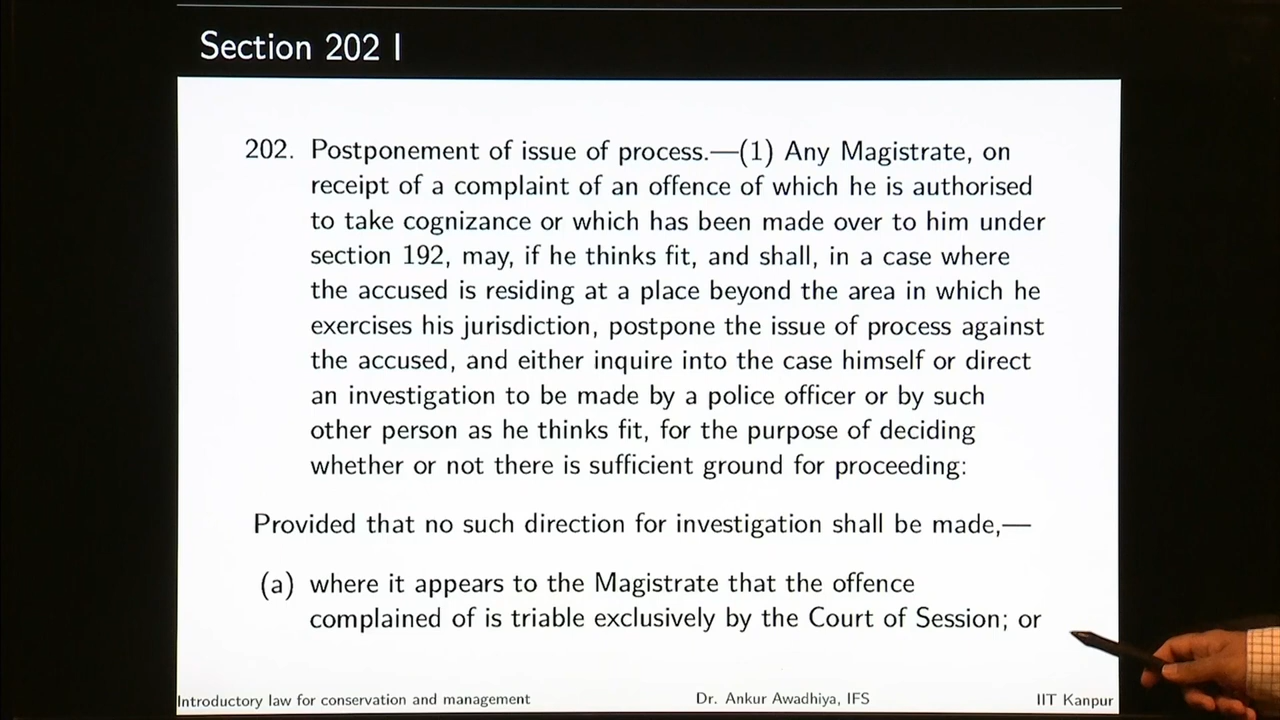 Section 202 I
202. Postponement of issue of process.—(1) Any Magistrate, on
receipt of a complaint of an offence of which he is authorised
to take cognizance or which has been made over to him under
section 192, may, if he thinks fit, and shall, in a case where
the accused is residing at a place beyond the area in which he
exercises his jurisdiction, postpone the issue of process against
the accused, and either inquire into the case himself or direct
an investigation to be made by a police officer or by such
other person as he thinks fit, for the purpose of deciding
whether or not there is sufficient ground for proceeding:
Provided that no such direction for investigation shall be made,—
(a) where it appears to the Magistrate that the offence
complained of is triable exclusively by the Court of Session; or
Introductory law for conservation and management Dr. Ankur Awadhiya, IFS IIT Kanpur